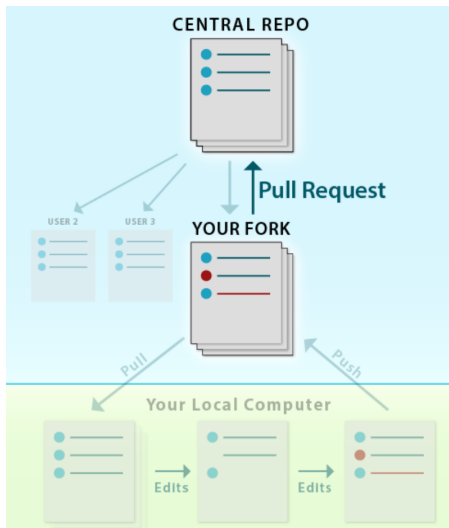 CENTRAL REPO
Pull Request
USER 2
USER 3
YOUR FORK
Pull
Push
Your Local Computer
Edits
Edits